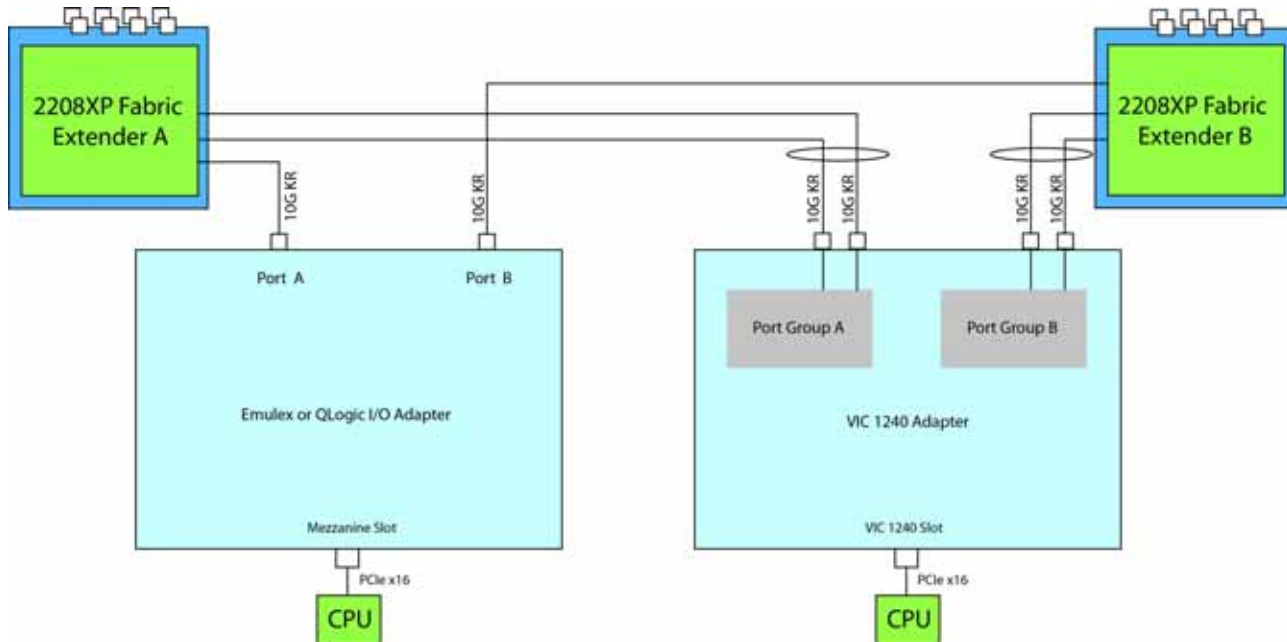 2208XP Fabric
Extender A
2208XP Fabric
Extender B
10G KR
10G KR
10G KR
10G KR
10G KR
10G KR
Port A
Port B
Port Group A
Port Group B
Emulex or QLogic I/O Adapter
VIC 1240 Adapter
Mezzanine Slot
VIC 1240 Slot
PCIe x16
PCIe x16
CPU
CPU